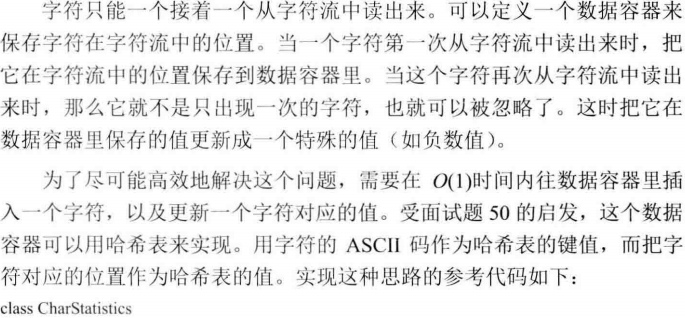 字符只能一个接着一个从字符流中读出来。可以定义一个数据容器来
保存字符在字符流中的位置。当一个字符第一次从字符流中读出来时，把
它在字符流中的位置保存到数据容器里。当这个字符再次从字符流中读出
来时，那么它就不是只出现一次的字符，也就可以被忽略了。这时把它在
数据容器里保存的值更新成一个特殊的值（如负数值）。
为了尽可能高效地解决这个问题，需要在 O(1)时间内往数据容器里插
入一个字符，以及更新一个字符对应的值。受面试题 50 的启发，这个数据
容器可以用哈希表来实现。用字符的 ASCII 码作为哈希表的键值，而把字
符对应的位置作为哈希表的值。实现这种思路的参考代码如下：
class CharStatistics